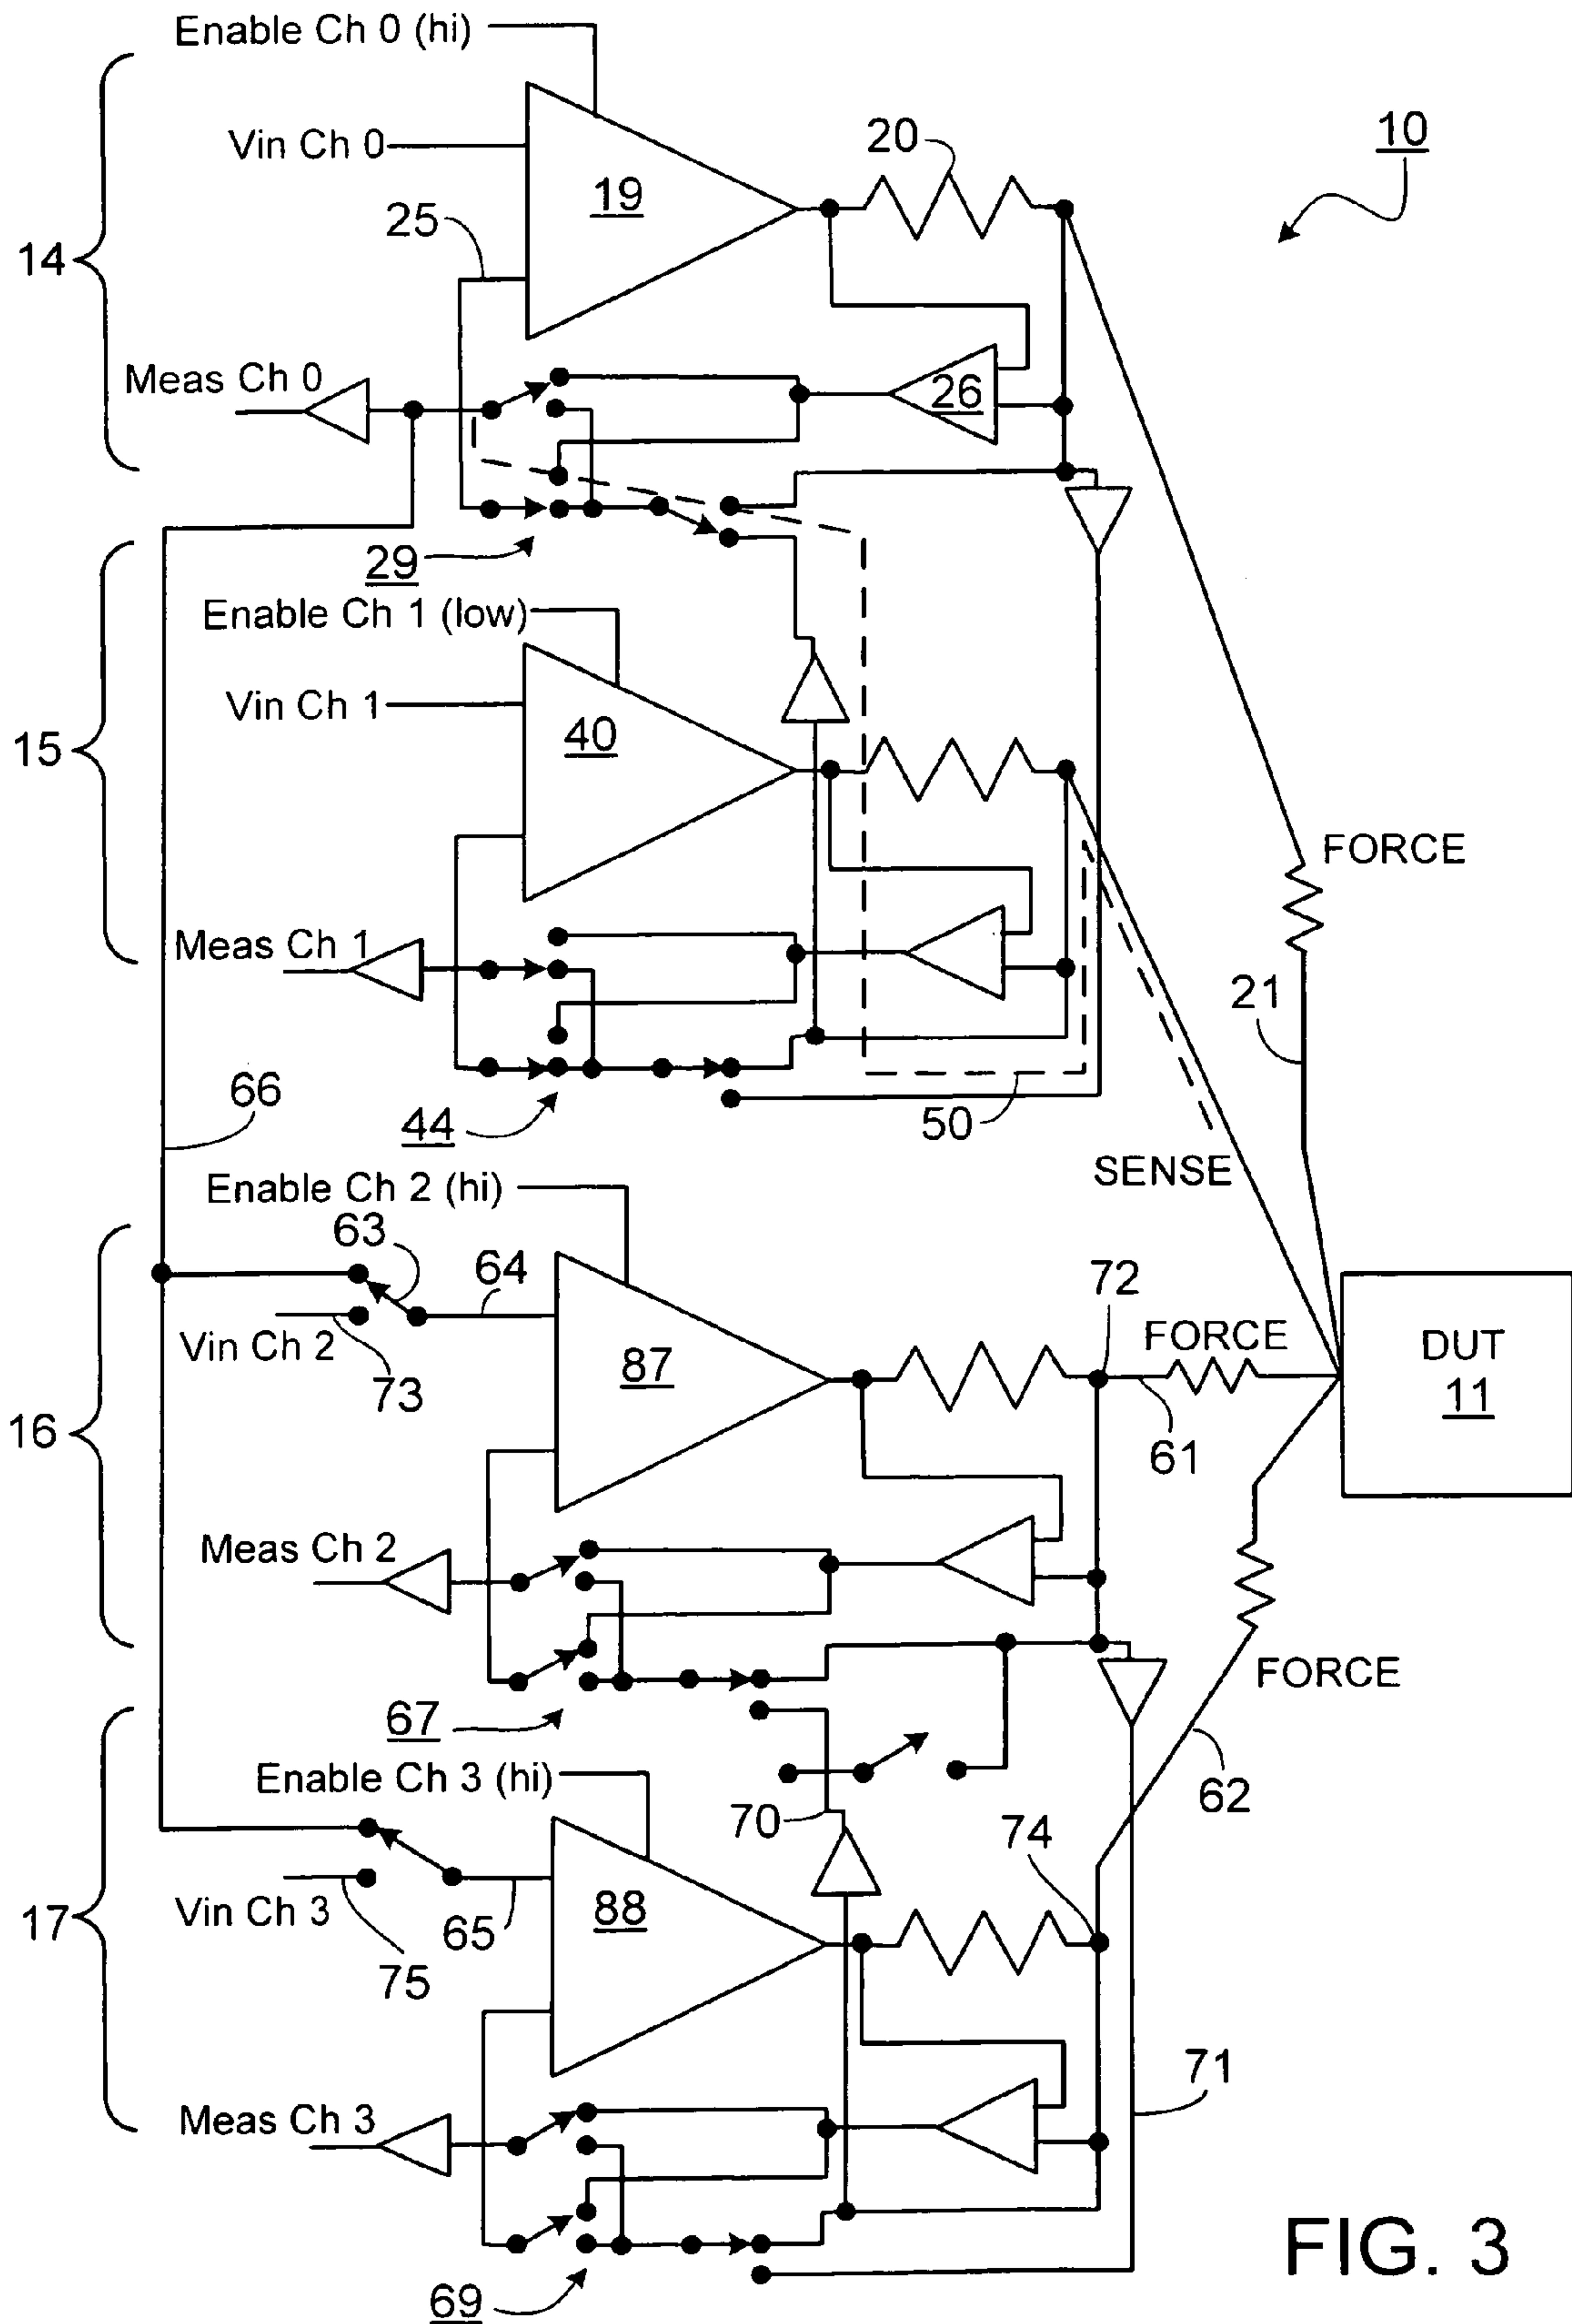 Enable Ch 0 (hi)
Vin Ch 0
19
20
10
25
14
Meas Ch 0
26
29
Enable Ch 1 (low)
Vin Ch 1
40
15
FORCE
Meas Ch 1
21
66
44
50
SENSE
Enable Ch 2 (hi)
63
64
72
Vin Ch 2
73
87
FORCE
DUT
11
16
61
Meas Ch 2
67
FORCE
Enable Ch 3 (hi)
70
62
74
17
Vin Ch 3
65
88
75
71
Meas Ch 3
69
FIG. 3